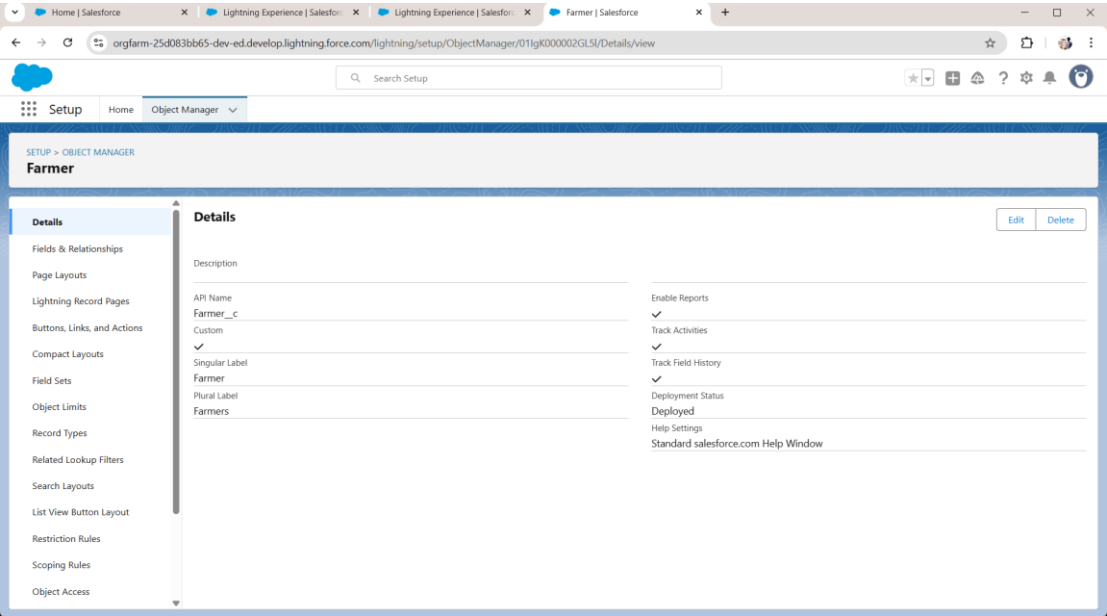 Home | Salesforce
Lightning Experience | Salesforc
Lightning Experience | Salesforc
Farmer | Salesforce
orgfarm-25d083bb65-dev-ed.develop.lightning.force.com/lightning/setup/ObjectManager/01IgK000002GL5I/Details/view
Search Setup
Setup
Home
Object Manager
SETUP > OBJECT MANAGER
Farmer
Details
Fields & Relationships
Page Layouts
Lightning Record Pages
Buttons, Links, and Actions
Compact Layouts
Field Sets
Object Limits
Record Types
Related Lookup Filters
Search Layouts
List View Button Layout
Restriction Rules
Scoping Rules
Object Access
Details
Edit
Delete
Description
API Name
Farmer__c
Custom
Singular Label
Farmer
Plural Label
Farmers
Enable Reports
Track Activities
Track Field History
Deployment Status
Deployed
Help Settings
Standard salesforce.com Help Window